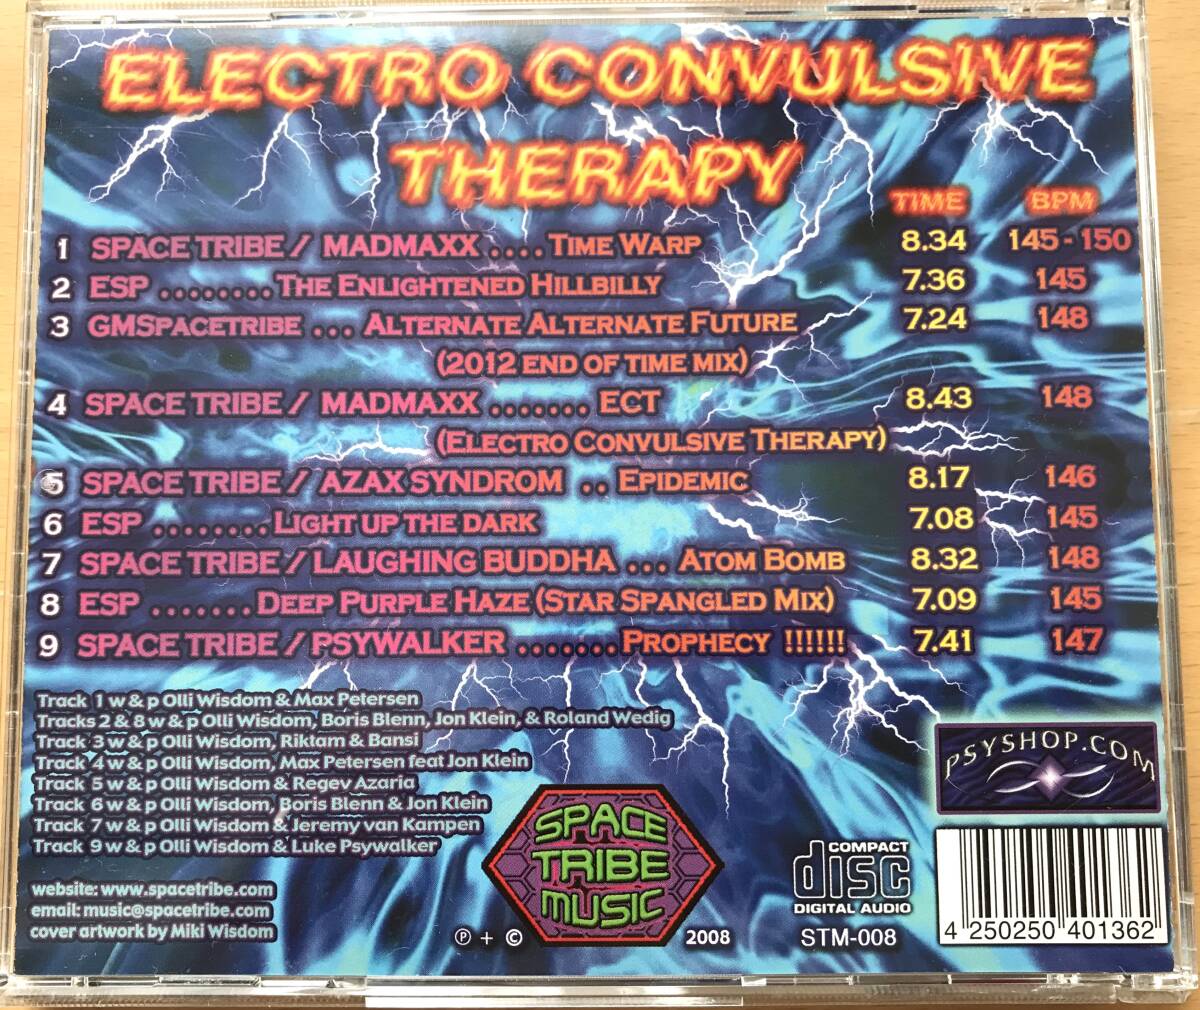 ELECTRO CONVULSIVE
THERAPY
TIME BPM
1 SPACE TRIBE / MADMAXX .... TIME WARP 8.34 145-150
2 ESP ........ THE ENLIGHTENED HILLBILLY 7.36 145
3 GMSPACETRIBE ... ALTERNATE ALTERNATE FUTURE 7.24 148
(2012 END OF TIME MIX)
4 SPACE TRIBE / MADMAXX ....... ECT 8.43 148
(ELECTRO CONVULSIVE THERAPY)
5 SPACE TRIBE / AZAX SYNDROM .. EPIDEMIC 8.17 146
6 ESP ........ LIGHT UP THE DARK 7.08 145
7 SPACE TRIBE / LAUGHING BUDDHA ... ATOM BOMB 8.32 148
8 ESP ....... DEEP PURPLE HAZE (STAR SPANGLED MIX) 7.09 145
9 SPACE TRIBE / PSYWALKER ....... PROPHECY !!!!!! 7.41 147
Track 1 w & p Olli Wisdom & Max Petersen
Tracks 2 & 8 w & p Olli Wisdom, Boris Blenn, Jon Klein, & Roland Wedig
Track 3 w & p Olli Wisdom, Riktam & Bansi
Track 4 w & p Olli Wisdom, Max Petersen feat Jon Klein
Track 5 w & p Olli Wisdom & Regev Azaria
Track 6 w & p Olli Wisdom, Boris Blenn & Jon Klein
Track 7 w & p Olli Wisdom & Jeremy van Kampen
Track 9 w & p Olli Wisdom & Luke Psywalker
website: www.spacetribe.com
email: music@spacetribe.com
cover artwork by Miki Wisdom
℗ + ©
SPACE
TRIBE
MUSIC
2008
COMPACT
disc
DIGITAL AUDIO
STM-008
PSYSHOP.COM
4 250250 401362